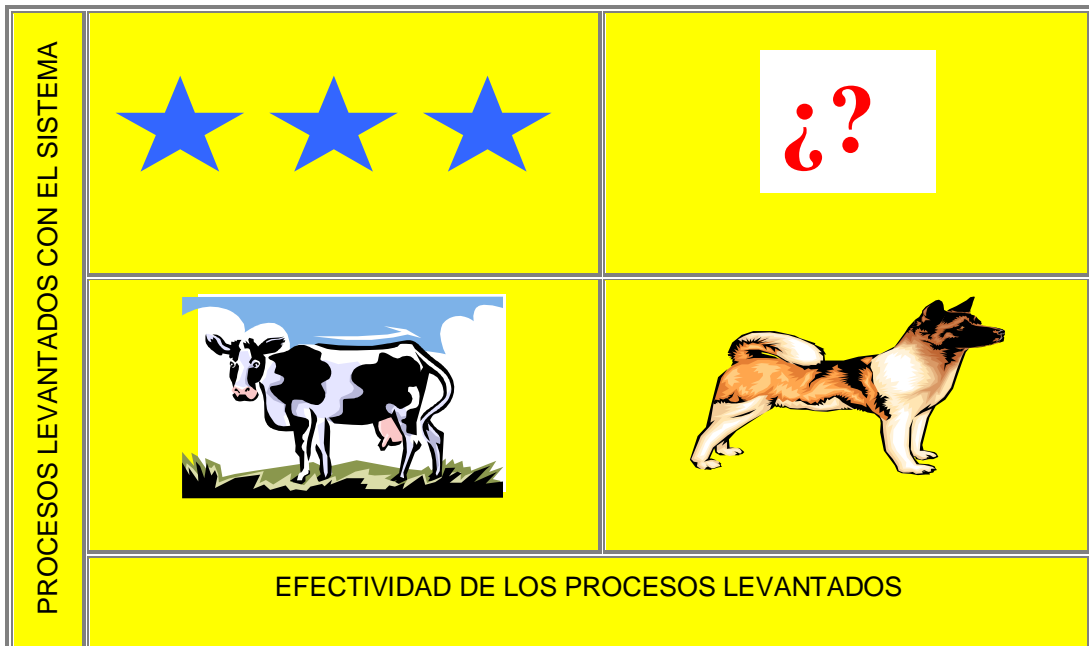 PROCESOS LEVANTADOS CON EL SISTEMA
¿?
EFECTIVIDAD DE LOS PROCESOS LEVANTADOS